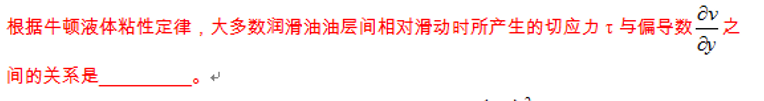 根据牛顿液体粘性定律，大多数润滑油油层间相对滑动时所产生的切应力 τ 与偏导数 ∂v/∂y 之
间的关系是__________。↵